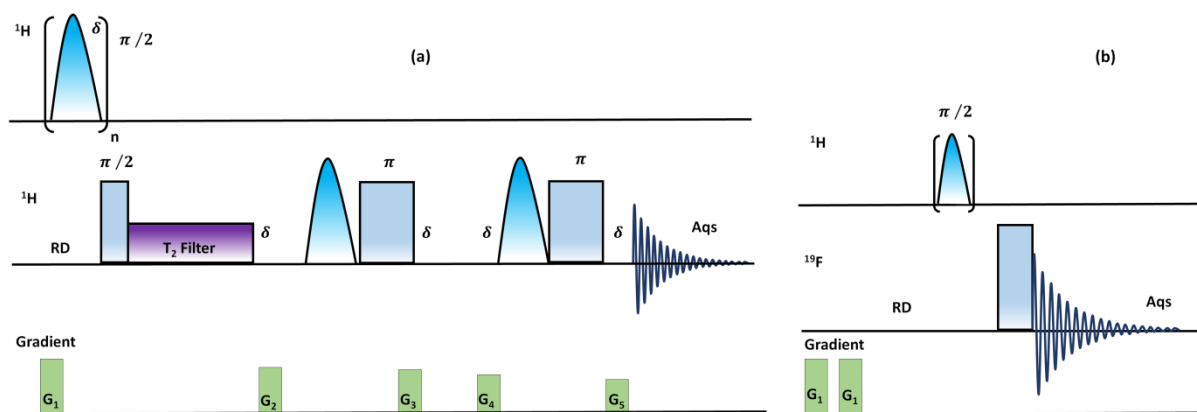 (a)
¹H
δ
π /2
n
π /2
π
π
¹H
RD
T₂ Filter
δ
δ
δ
δ
Aqs
Gradient
G₁
G₂
G₃
G₄
G₅
(b)
π /2
¹H
¹⁹F
RD
Aqs
Gradient
G₁
G₁